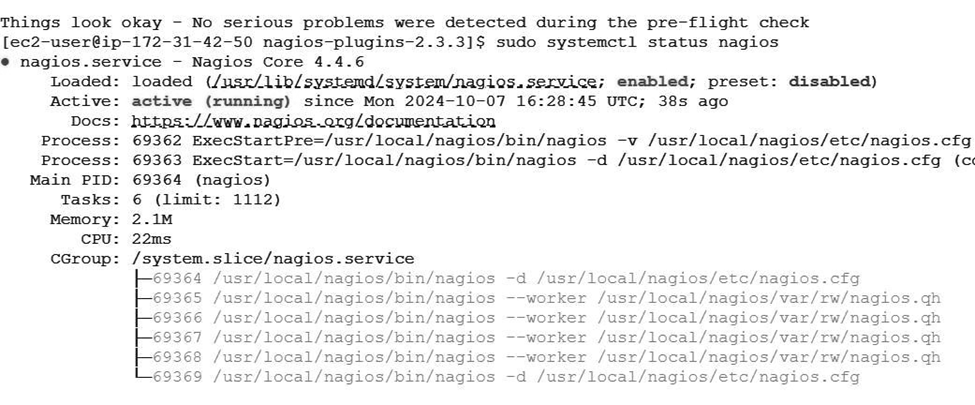 Things look okay - No serious problems were detected during the pre-flight check
[ec2-user@ip-172-31-42-50 nagios-plugins-2.3.3]$ sudo systemctl status nagios
● nagios.service - Nagios Core 4.4.6
Loaded: loaded (/usr/lib/systemd/system/nagios.service; enabled; preset: disabled)
Active: active (running) since Mon 2024-10-07 16:28:45 UTC; 38s ago
Docs: https://www.nagios.org/documentation
Process: 69362 ExecStartPre=/usr/local/nagios/bin/nagios -v /usr/local/nagios/etc/nagios.cfg
Process: 69363 ExecStart=/usr/local/nagios/bin/nagios -d /usr/local/nagios/etc/nagios.cfg (co
Main PID: 69364 (nagios)
Tasks: 6 (limit: 1112)
Memory: 2.1M
CPU: 22ms
CGroup: /system.slice/nagios.service
├─69364 /usr/local/nagios/bin/nagios -d /usr/local/nagios/etc/nagios.cfg
├─69365 /usr/local/nagios/bin/nagios --worker /usr/local/nagios/var/rw/nagios.qh
├─69366 /usr/local/nagios/bin/nagios --worker /usr/local/nagios/var/rw/nagios.qh
├─69367 /usr/local/nagios/bin/nagios --worker /usr/local/nagios/var/rw/nagios.qh
├─69368 /usr/local/nagios/bin/nagios --worker /usr/local/nagios/var/rw/nagios.qh
└─69369 /usr/local/nagios/bin/nagios -d /usr/local/nagios/etc/nagios.cfg